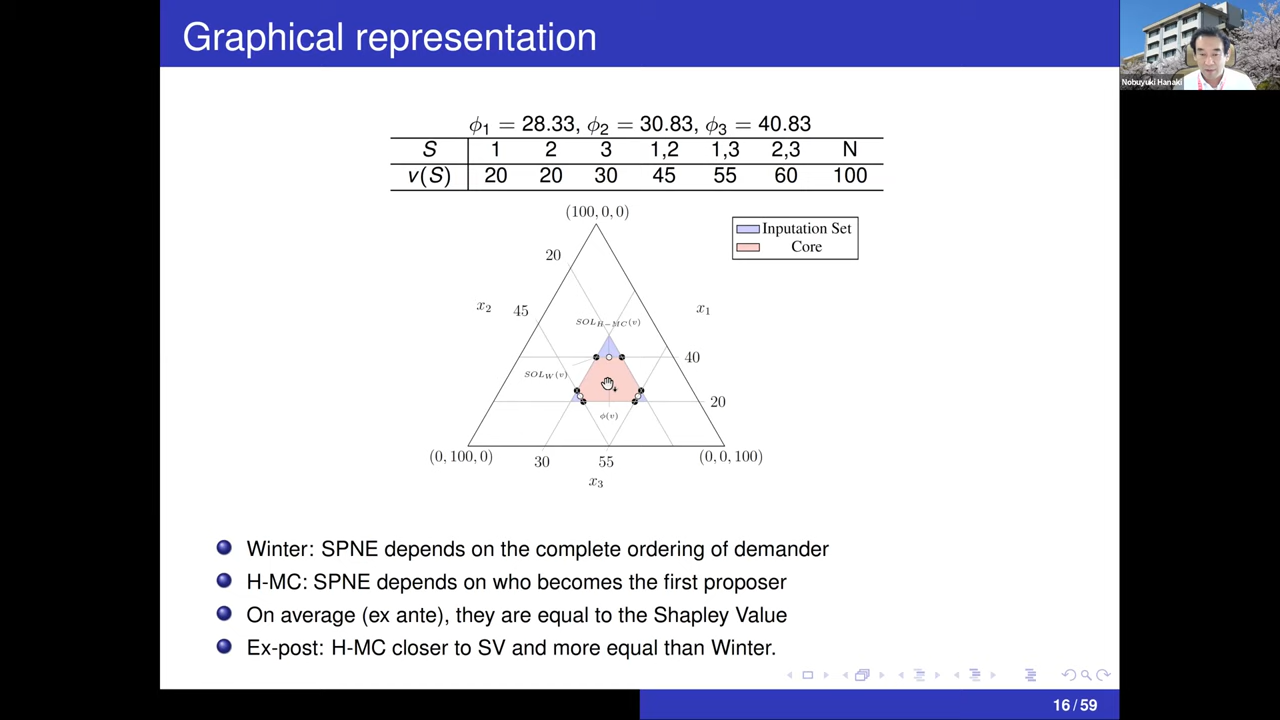 Graphical representation
Nobuyuki Hanaki
ϕ1 = 28.33, ϕ2 = 30.83, ϕ3 = 40.83
S 1 2 3 1,2 1,3 2,3 N
v(S) 20 20 30 45 55 60 100
(100, 0, 0)
Inputation Set
Core
20
x2 45
x1
SOLH−MC(v)
40
SOLW(v)
20
ϕ(v)
(0, 100, 0) 30 55 (0, 0, 100)
x3
Winter: SPNE depends on the complete ordering of demander
H-MC: SPNE depends on who becomes the first proposer
On average (ex ante), they are equal to the Shapley Value
Ex-post: H-MC closer to SV and more equal than Winter.
16 / 59